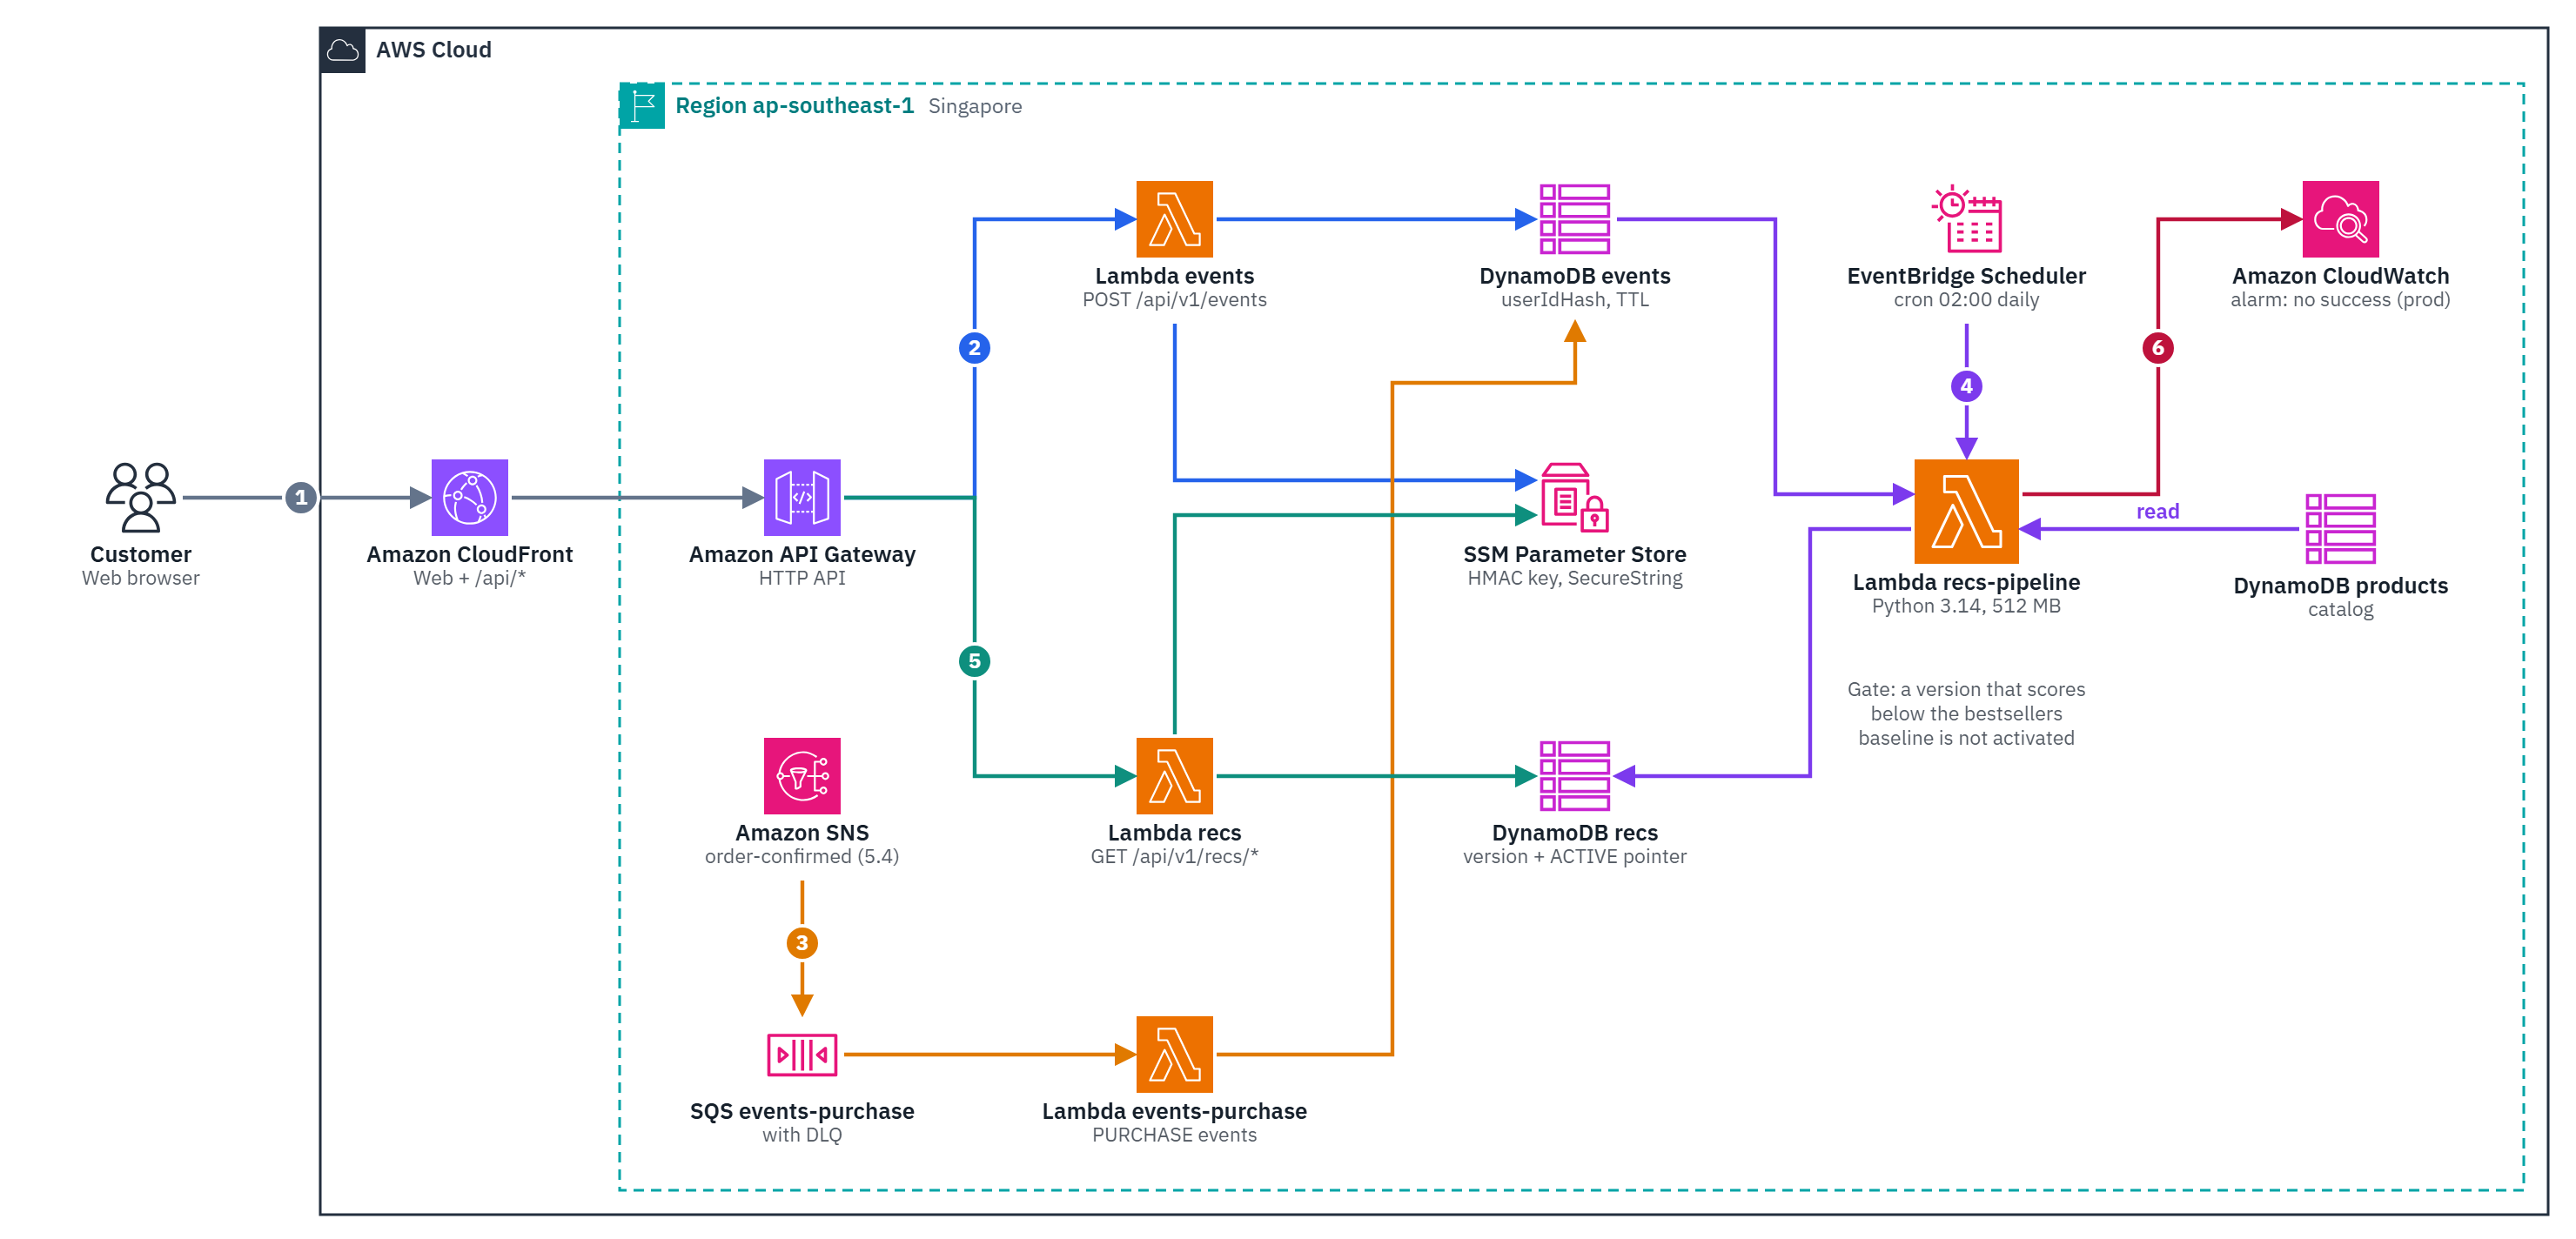 AWS Cloud
Region ap-southeast-1 Singapore
Lambda events
POST /api/v1/events
DynamoDB events
userIdHash, TTL
EventBridge Scheduler
cron 02:00 daily
Amazon CloudWatch
alarm: no success (prod)
2
6
4
1
Customer
Web browser
Amazon CloudFront
Web + /api/*
Amazon API Gateway
HTTP API
SSM Parameter Store
HMAC key, SecureString
read
Lambda recs-pipeline
Python 3.14, 512 MB
DynamoDB products
catalog
5
Gate: a version that scores
below the bestsellers
baseline is not activated
Amazon SNS
order-confirmed (5.4)
Lambda recs
GET /api/v1/recs/*
DynamoDB recs
version + ACTIVE pointer
3
SQS events-purchase
with DLQ
Lambda events-purchase
PURCHASE events